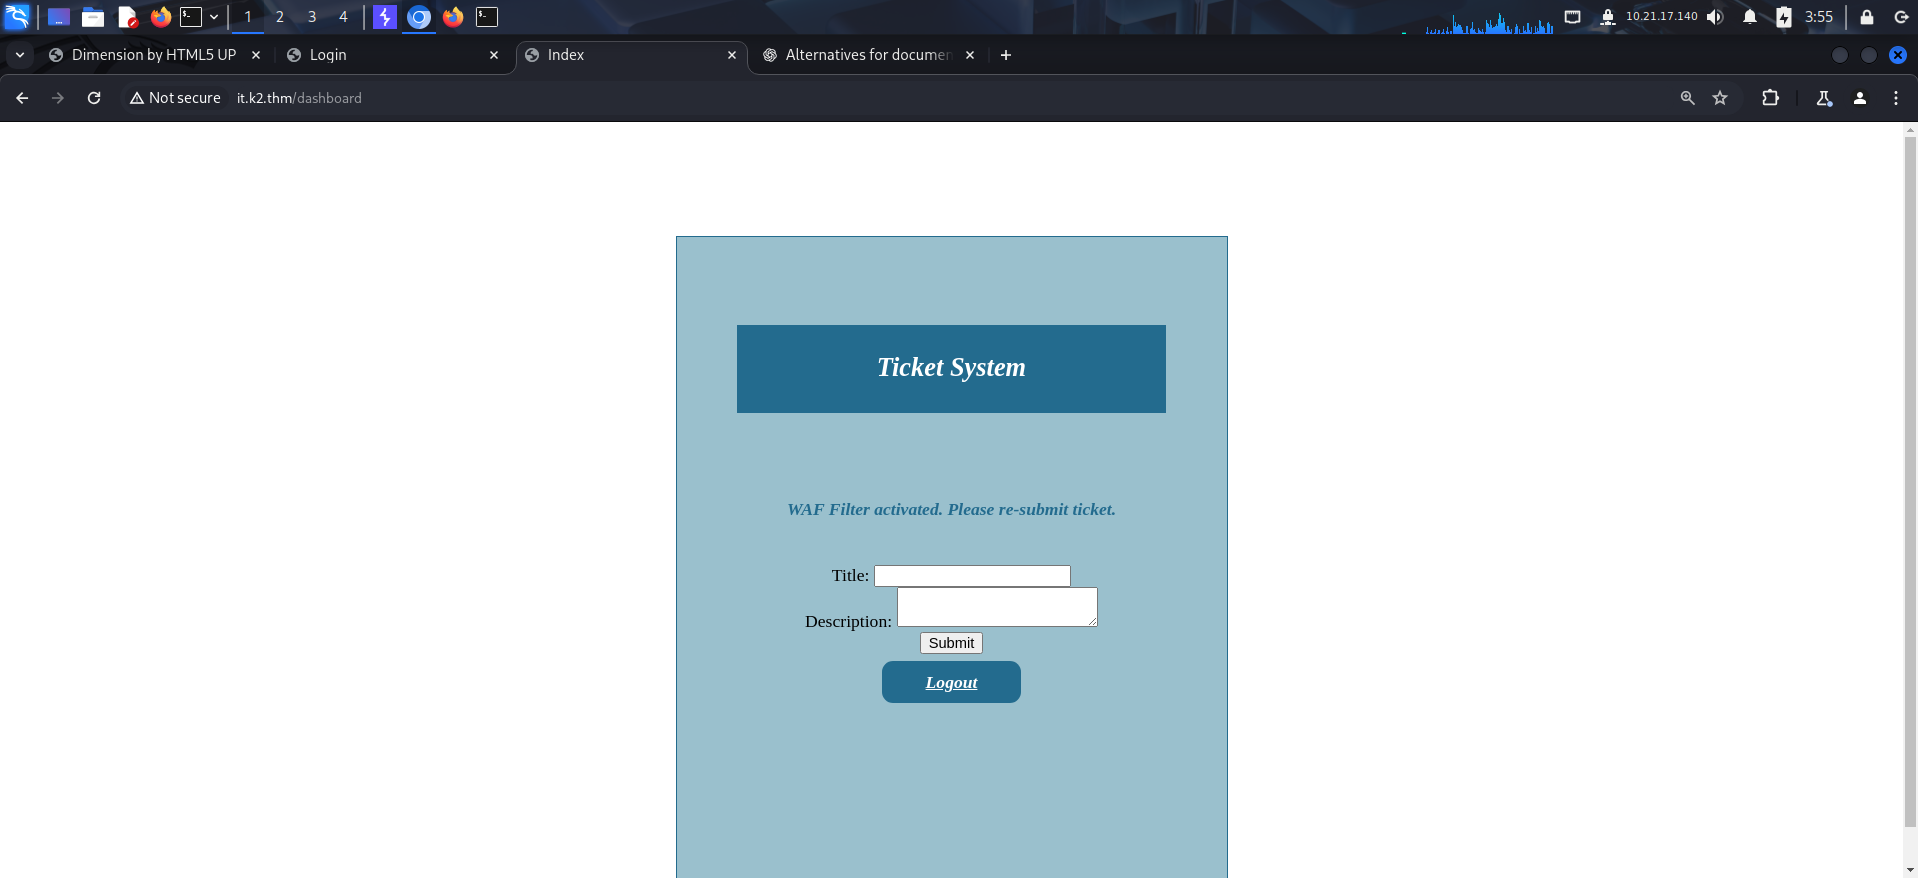 1 2 3 4 10.21.17.140 3:55
Dimension by HTML5 UP Login Index Alternatives for documen
Not secure it.k2.thm/dashboard
Ticket System
WAF Filter activated. Please re-submit ticket.
Title:
Description:
Submit
Logout